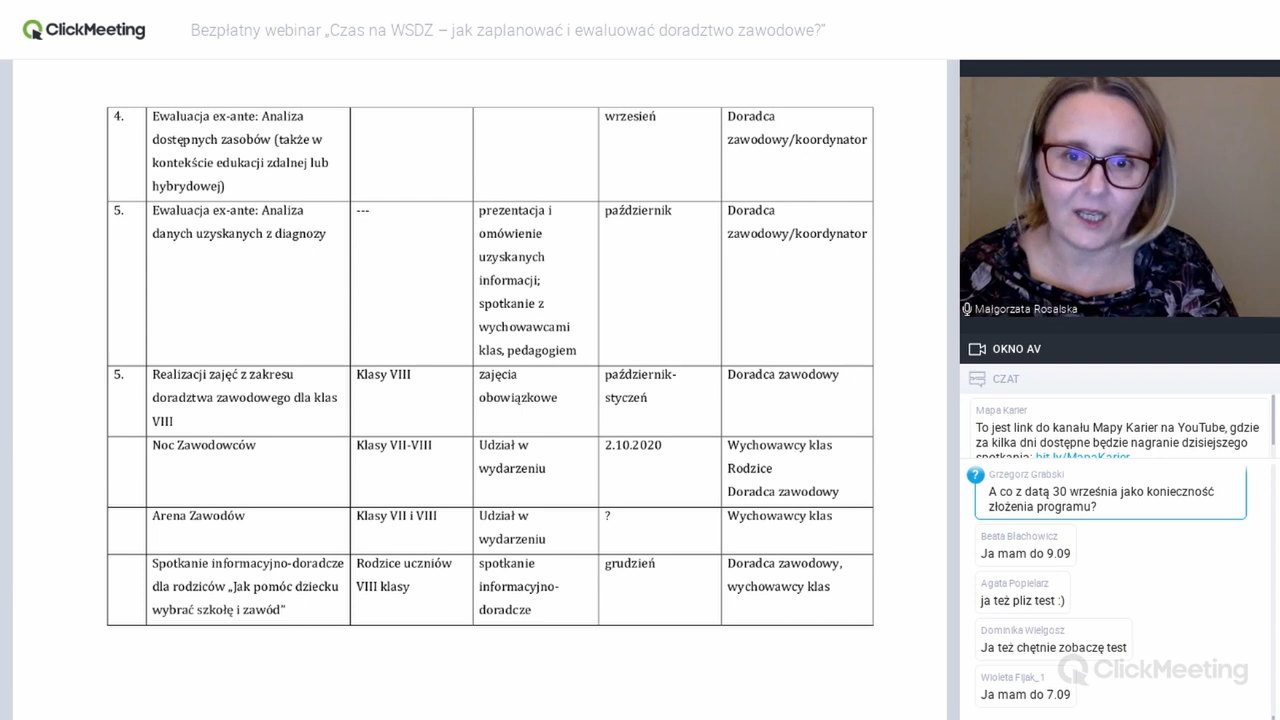 ClickMeeting
Bezpłatny webinar „Czas na WSDZ – jak zaplanować i ewaluować doradztwo zawodowe?”
4.
Ewaluacja ex-ante: Analiza
dostępnych zasobów (także w
kontekście edukacji zdalnej lub
hybrydowej)
wrzesień
Doradca
zawodowy/koordynator
5.
Ewaluacja ex-ante: Analiza
danych uzyskanych z diagnozy
---
prezentacja i
omówienie
uzyskanych
informacji;
spotkanie z
wychowawcami
klas, pedagogiem
październik
Doradca
zawodowy/koordynator
5.
Realizacji zajęć z zakresu
doradztwa zawodowego dla klas
VIII
Klasy VIII
zajęcia
obowiązkowe
październik-
styczeń
Doradca zawodowy
Noc Zawodowców
Klasy VII-VIII
Udział w
wydarzeniu
2.10.2020
Wychowawcy klas
Rodzice
Doradca zawodowy
Arena Zawodów
Klasy VII i VIII
Udział w
wydarzeniu
?
Wychowawcy klas
Spotkanie informacyjno-doradcze
dla rodziców „Jak pomóc dziecku
wybrać szkołę i zawód”
Rodzice uczniów
VIII klasy
spotkanie
informacyjno-
doradcze
grudzień
Doradca zawodowy,
wychowawcy klas
Małgorzata Rosalska
OKNO AV
CZAT
Mapa Karier
To jest link do kanału Mapy Karier na YouTube, gdzie
za kilka dni dostępne będzie nagranie dzisiejszego
spotkania: bit.ly/MapaKarier
?
Grzegorz Grabski
A co z datą 30 września jako konieczność
złożenia programu?
Beata Błachowicz
Ja mam do 9.09
Agata Popielarz
ja też pliz test :)
Dominika Wielgosz
Ja też chętnie zobaczę test
ClickMeeting
Wioleta Fijak_1
Ja mam do 7.09